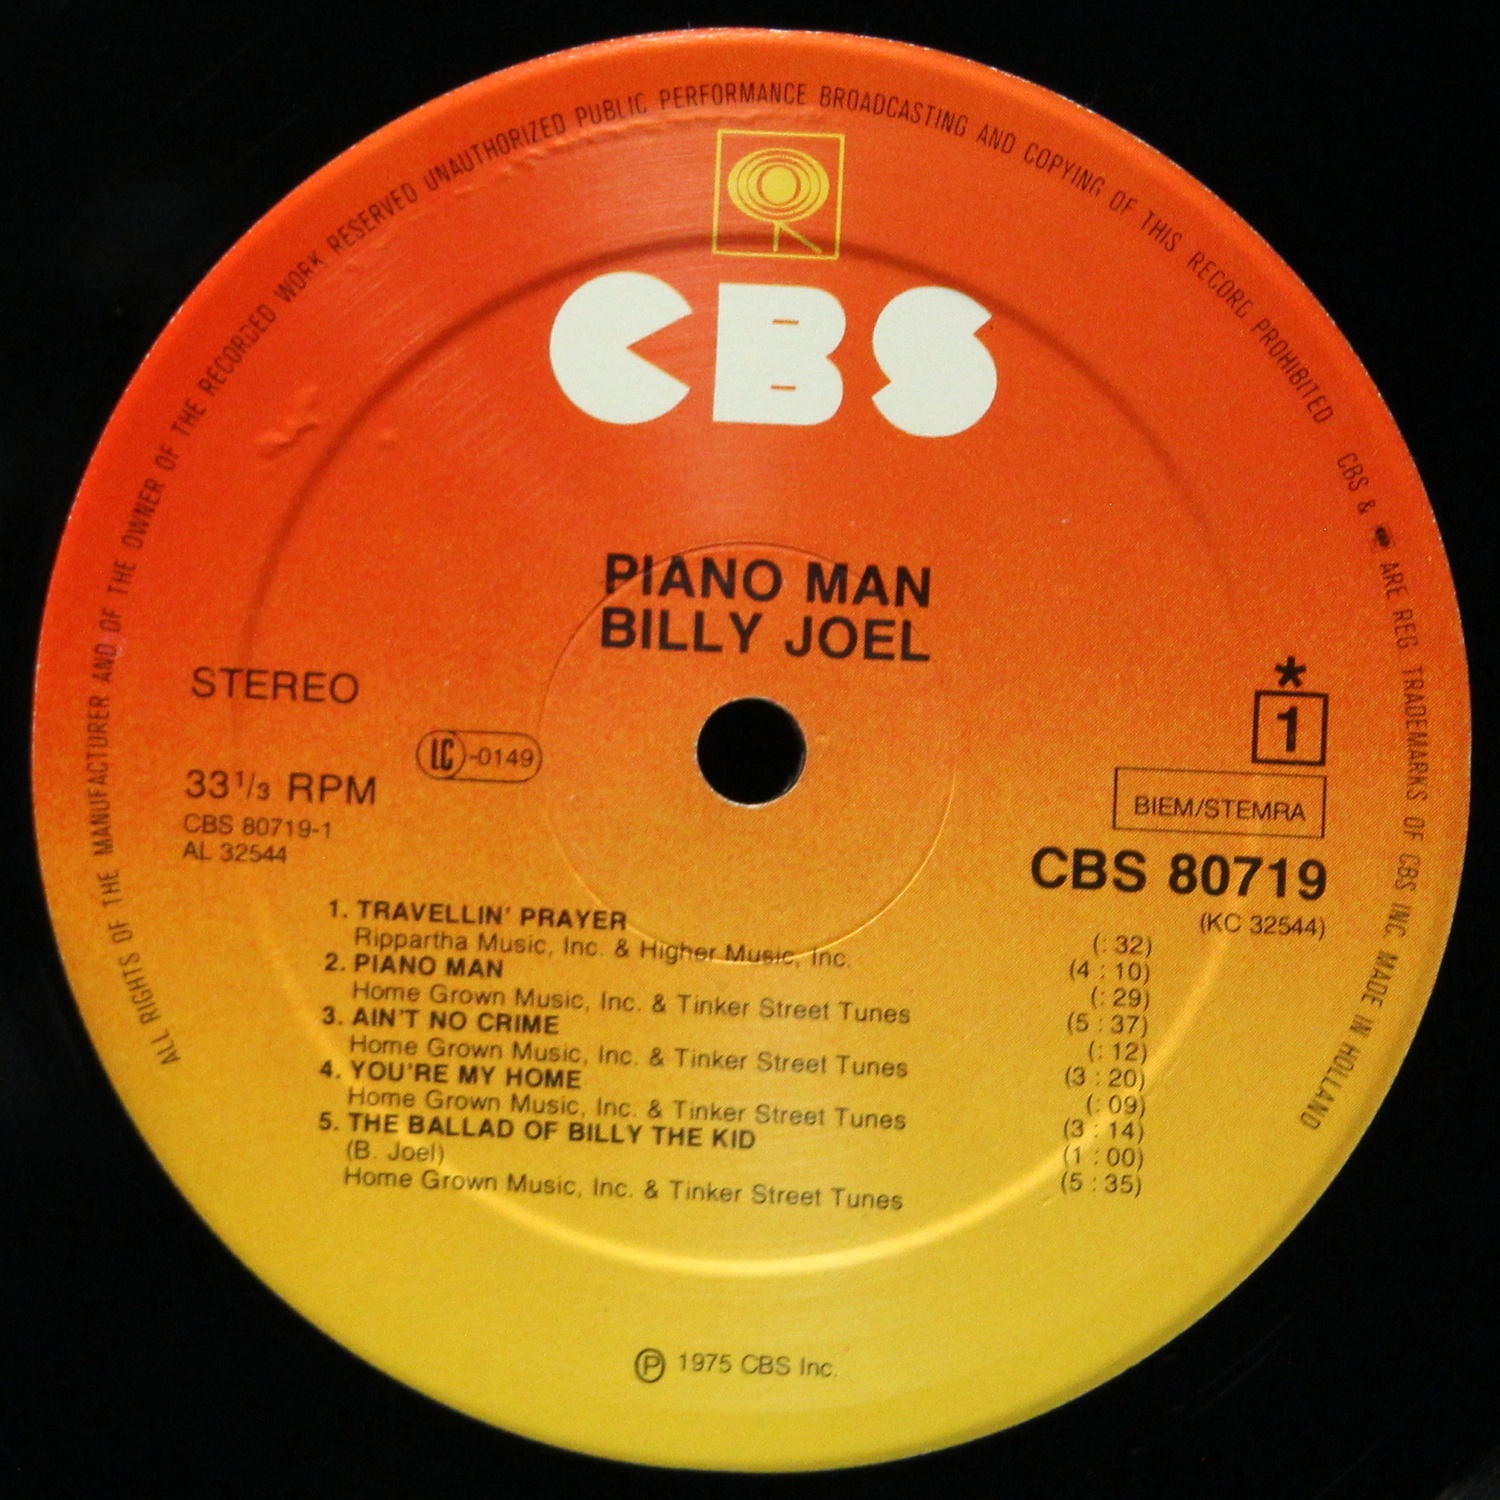 ALL RIGHTS OF THE MANUFACTURER AND OF THE OWNER OF THE RECORDED WORK RESERVED UNAUTHORIZED PUBLIC PERFORMANCE BROADCASTING AND COPYING OF THIS RECORD PROHIBITED CBS & ARE REG TRADEMARKS OF CBS INC. MADE IN HOLLAND
CBS
PIANO MAN
BILLY JOEL
STEREO
LC-0149
33 1/3 RPM
CBS 80719-1
AL 32544
*
1
BIEM/STEMRA
CBS 80719
(KC 32544)
1. TRAVELLIN' PRAYER (: 32)
Rippartha Music, Inc. & Higher Music, Inc. (4 : 10)
2. PIANO MAN (: 29)
Home Grown Music, Inc. & Tinker Street Tunes (5 : 37)
3. AIN'T NO CRIME (: 12)
Home Grown Music, Inc. & Tinker Street Tunes (3 : 20)
4. YOU'RE MY HOME (: 09)
Home Grown Music, Inc. & Tinker Street Tunes (3 : 14)
5. THE BALLAD OF BILLY THE KID (1 : 00)
(B. Joel) (5 : 35)
Home Grown Music, Inc. & Tinker Street Tunes
℗ 1975 CBS Inc.